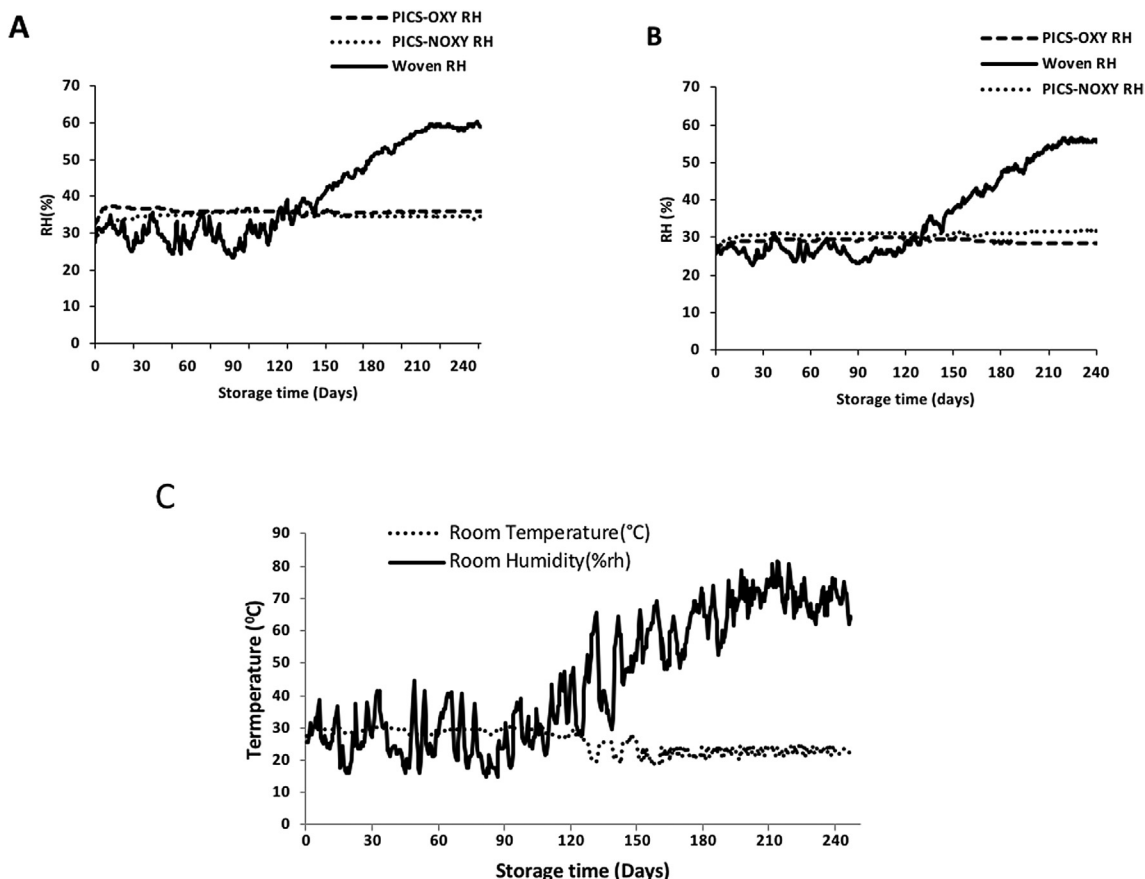 A
PICS-OXY RH
PICS-NOXY RH
Woven RH
RH(%)
70
60
50
40
30
20
10
0
0 30 60 90 120 150 180 210 240
Storage time (Days)
B
PICS-OXY RH
Woven RH
PICS-NOXY RH
RH (%)
70
60
50
40
30
20
10
0
0 30 60 90 120 150 180 210 240
Storage time (days)
C
Room Temperature(°C)
Room Humidity(%rh)
Termperature (⁰C)
90
80
70
60
50
40
30
20
10
0
0 30 60 90 120 150 180 210 240
Storage time (Days)